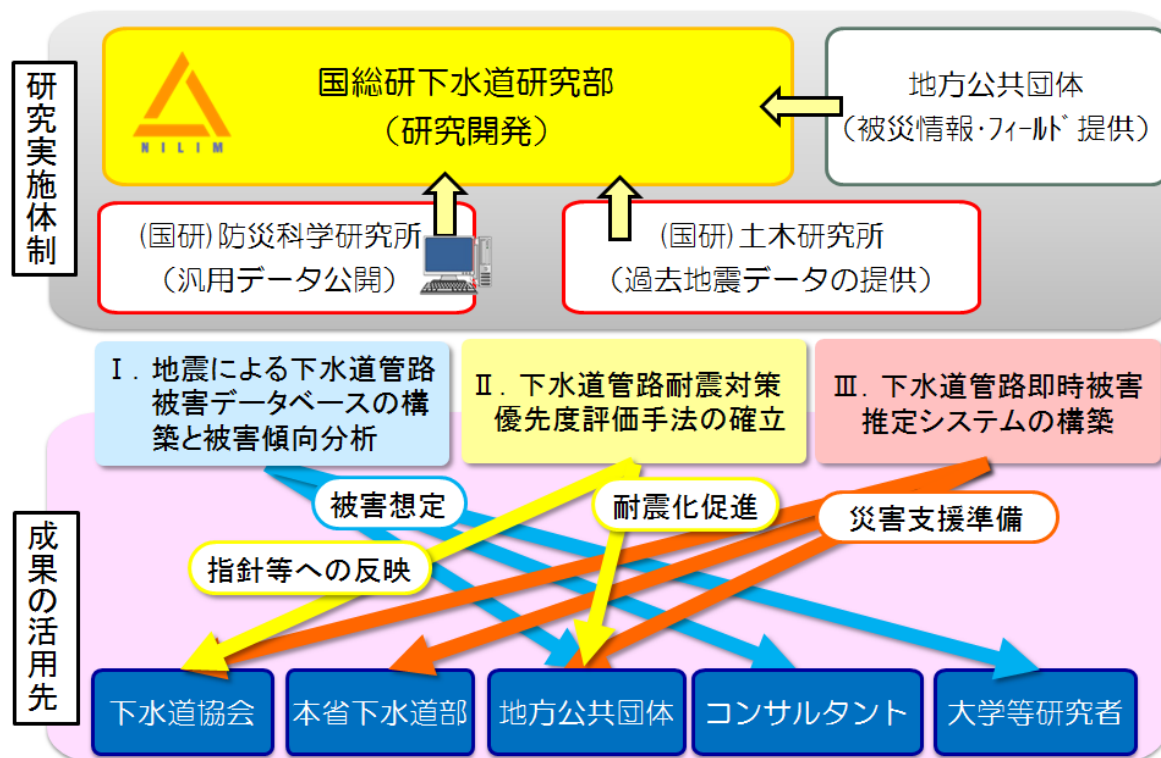 研究実施体制
国総研下水道研究部
（研究開発）
NILIM
地方公共団体
（被災情報・フィールド提供）
(国研)防災科学研究所
（汎用データ公開）
(国研)土木研究所
（過去地震データの提供）
Ⅰ．地震による下水道管路
被害データベースの構
築と被害傾向分析
Ⅱ．下水道管路耐震対策
優先度評価手法の確立
Ⅲ．下水道管路即時被害
推定システムの構築
成果の活用先
被害想定
耐震化促進
災害支援準備
指針等への反映
下水道協会
本省下水道部
地方公共団体
コンサルタント
大学等研究者